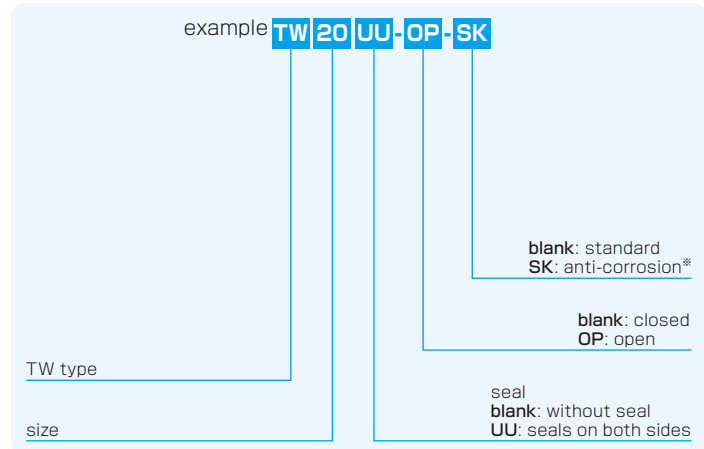 example TW 20 UU - OP - SK
blank: standard
SK: anti-corrosion※
blank: closed
OP: open
TW type
seal
blank: without seal
size
UU: seals on both sides